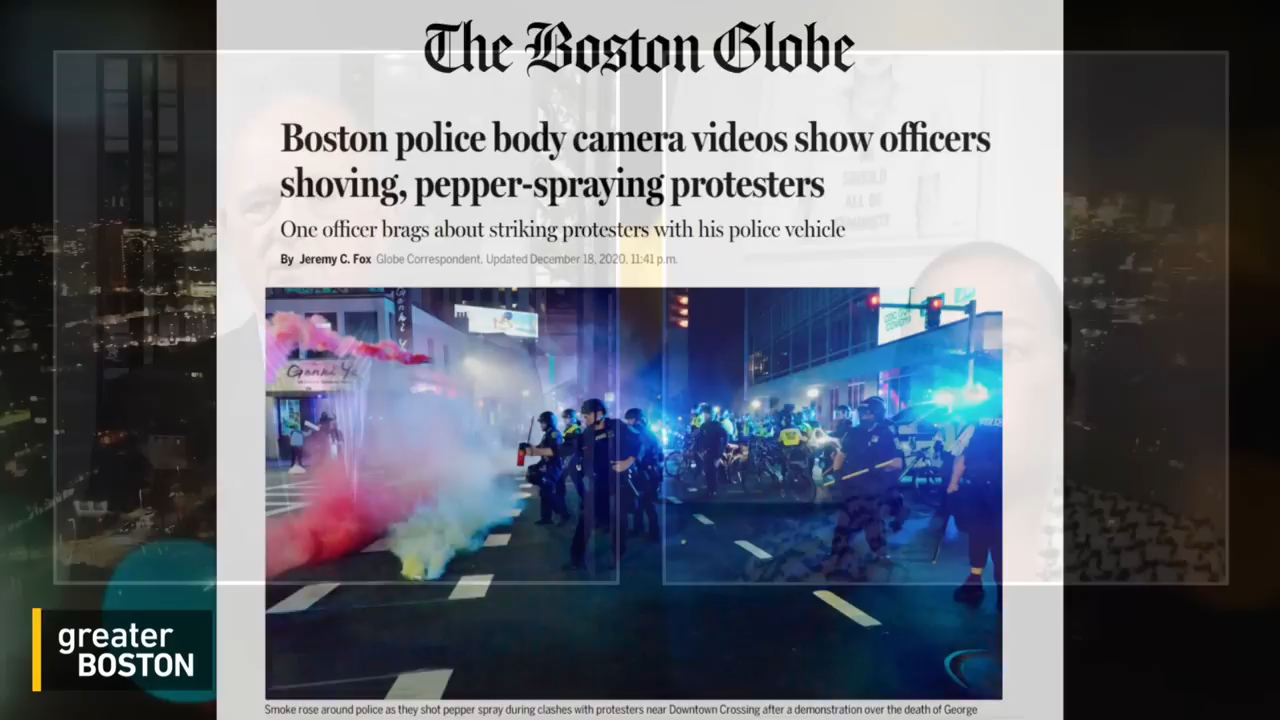 The Boston Globe
Boston police body camera videos show officers
shoving, pepper-spraying protesters
One officer brags about striking protesters with his police vehicle
By Jeremy C. Fox Globe Correspondent, Updated December 18, 2020, 11:41 p.m.
SHOULD
ALL BE
greater
BOSTON
Smoke rose around police as they shot pepper spray during clashes with protesters near Downtown Crossing after a demonstration over the death of George